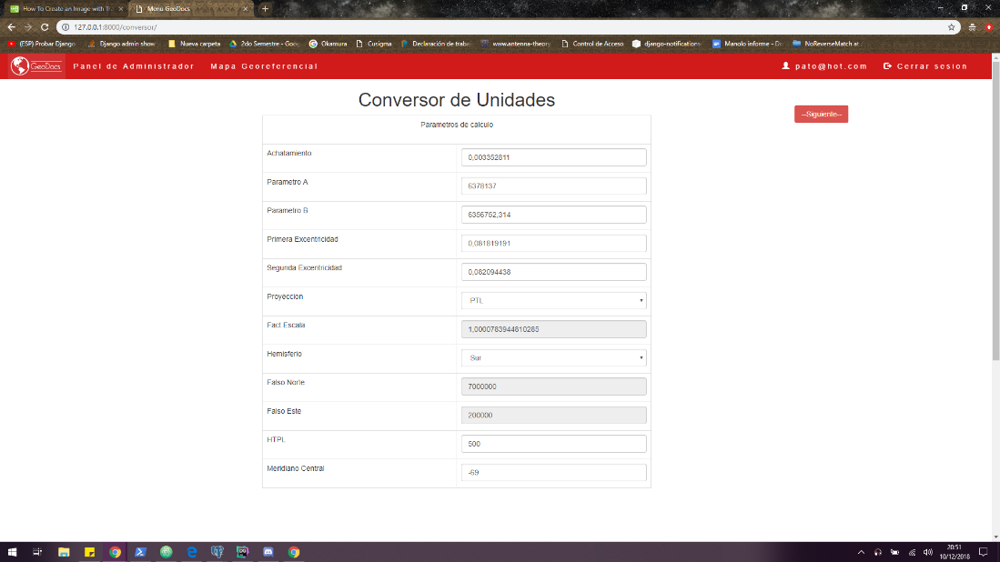 How To Create an Image with T
Menú GeoDocs
127.0.0.1:8000/conversor/
(ESP) Probar Django
Django admin show
Nueva carpeta
2do Semestre - Goo
Okamura
Cusigma
Declaración de traba
www.antenna-theory
Control de Acceso
django-notifications
Manolo informe - Do
NoReverseMatch at
GeoDocs
Panel de Administrador
Mapa Georeferencial
pato@hot.com
Cerrar sesion
Conversor de Unidades
--Siguiente--
Parametros de calculo
Achatamiento
0,003352811
Parametro A
6378137
Parametro B
6356752,314
Primera Excentricidad
0,081819191
Segunda Excentricidad
0,082094438
Proyeccion
PTL
Fact Escala
1,0000783944810285
Hemisferio
Sur
Falso Norte
7000000
Falso Este
200000
HTPL
500
Meridiano Central
-69
20:51
10/12/2018